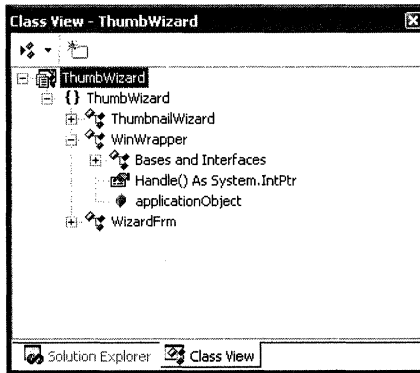 Class View - ThumbWizard
ThumbWizard
{} ThumbWizard
ThumbnailWizard
WinWrapper
Bases and Interfaces
Handle() As System.IntPtr
applicationObject
WizardFrm
Solution Explorer Class View